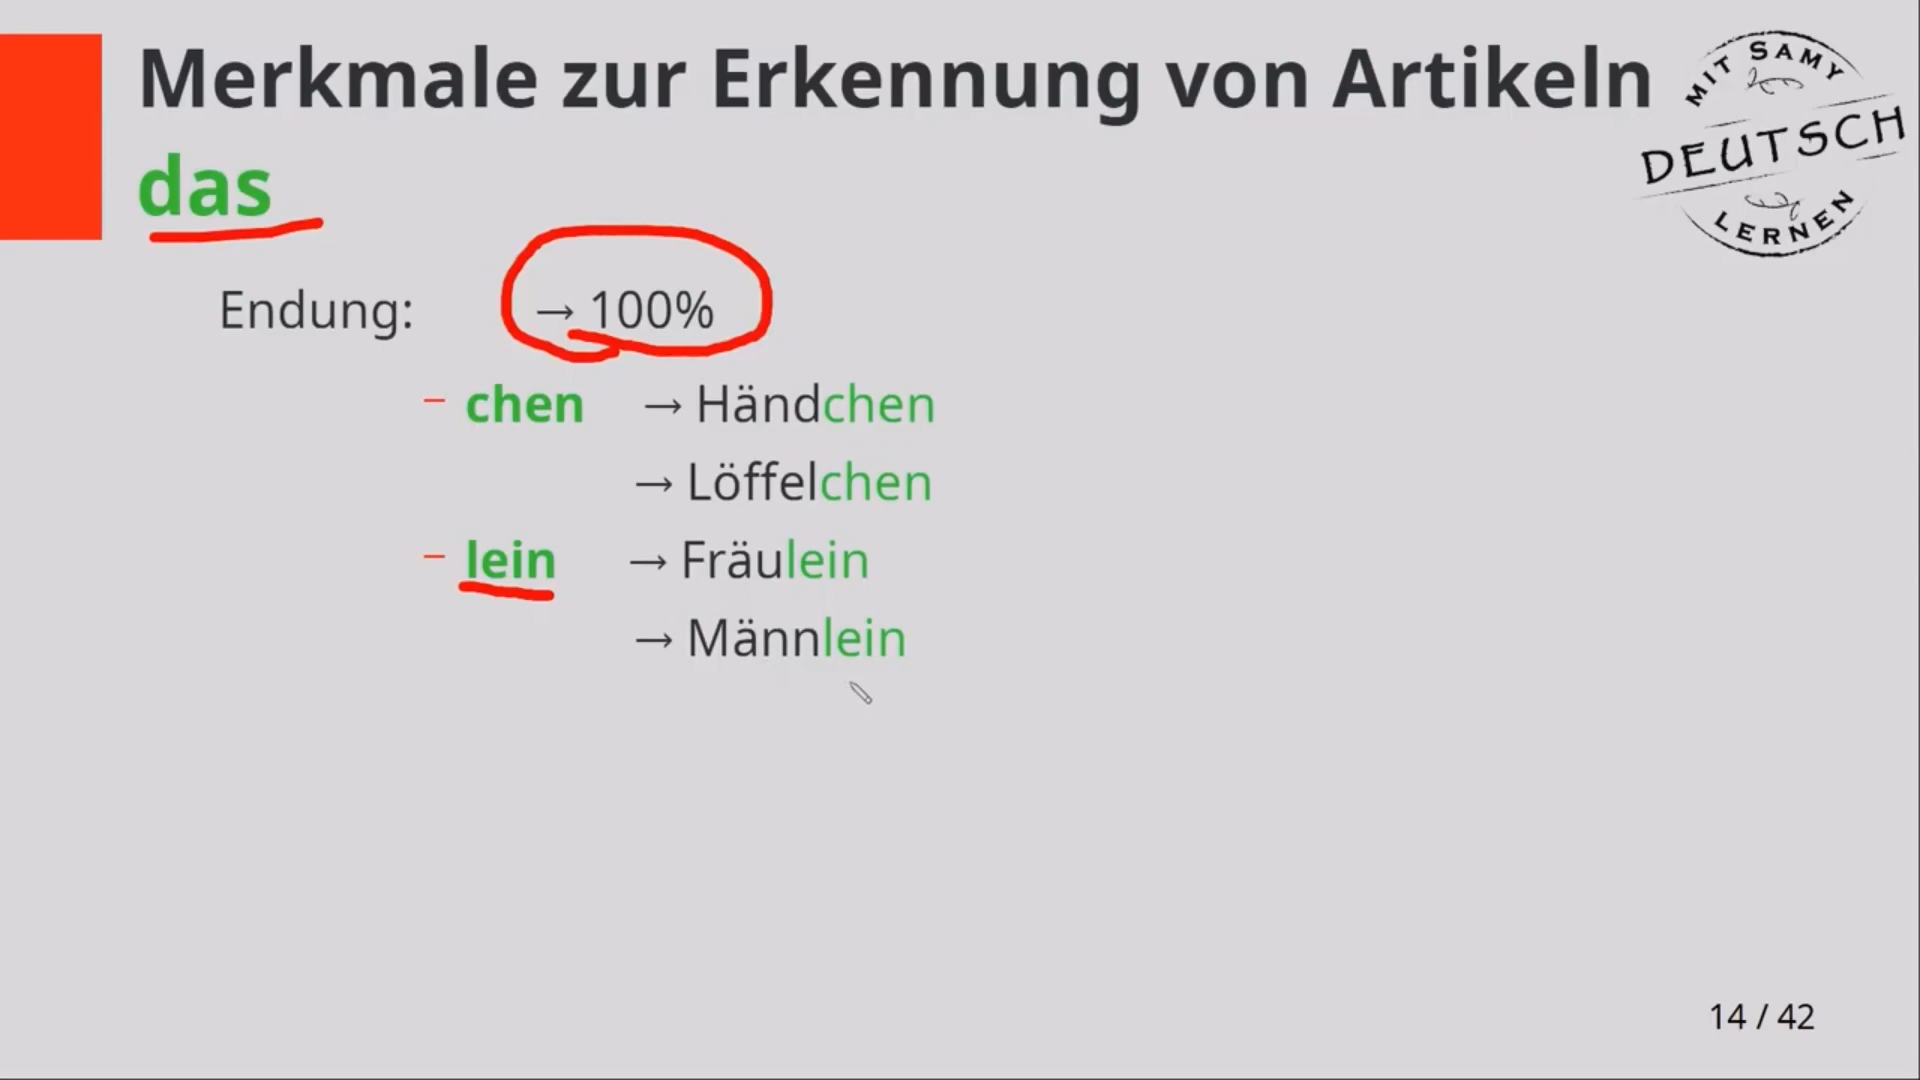 Merkmale zur Erkennung von Artikeln
das
MIT SAMY
DEUTSCH
LERNEN
Endung: → 100%
– chen → Händchen
→ Löffelchen
– lein → Fräulein
→ Männlein
14 / 42